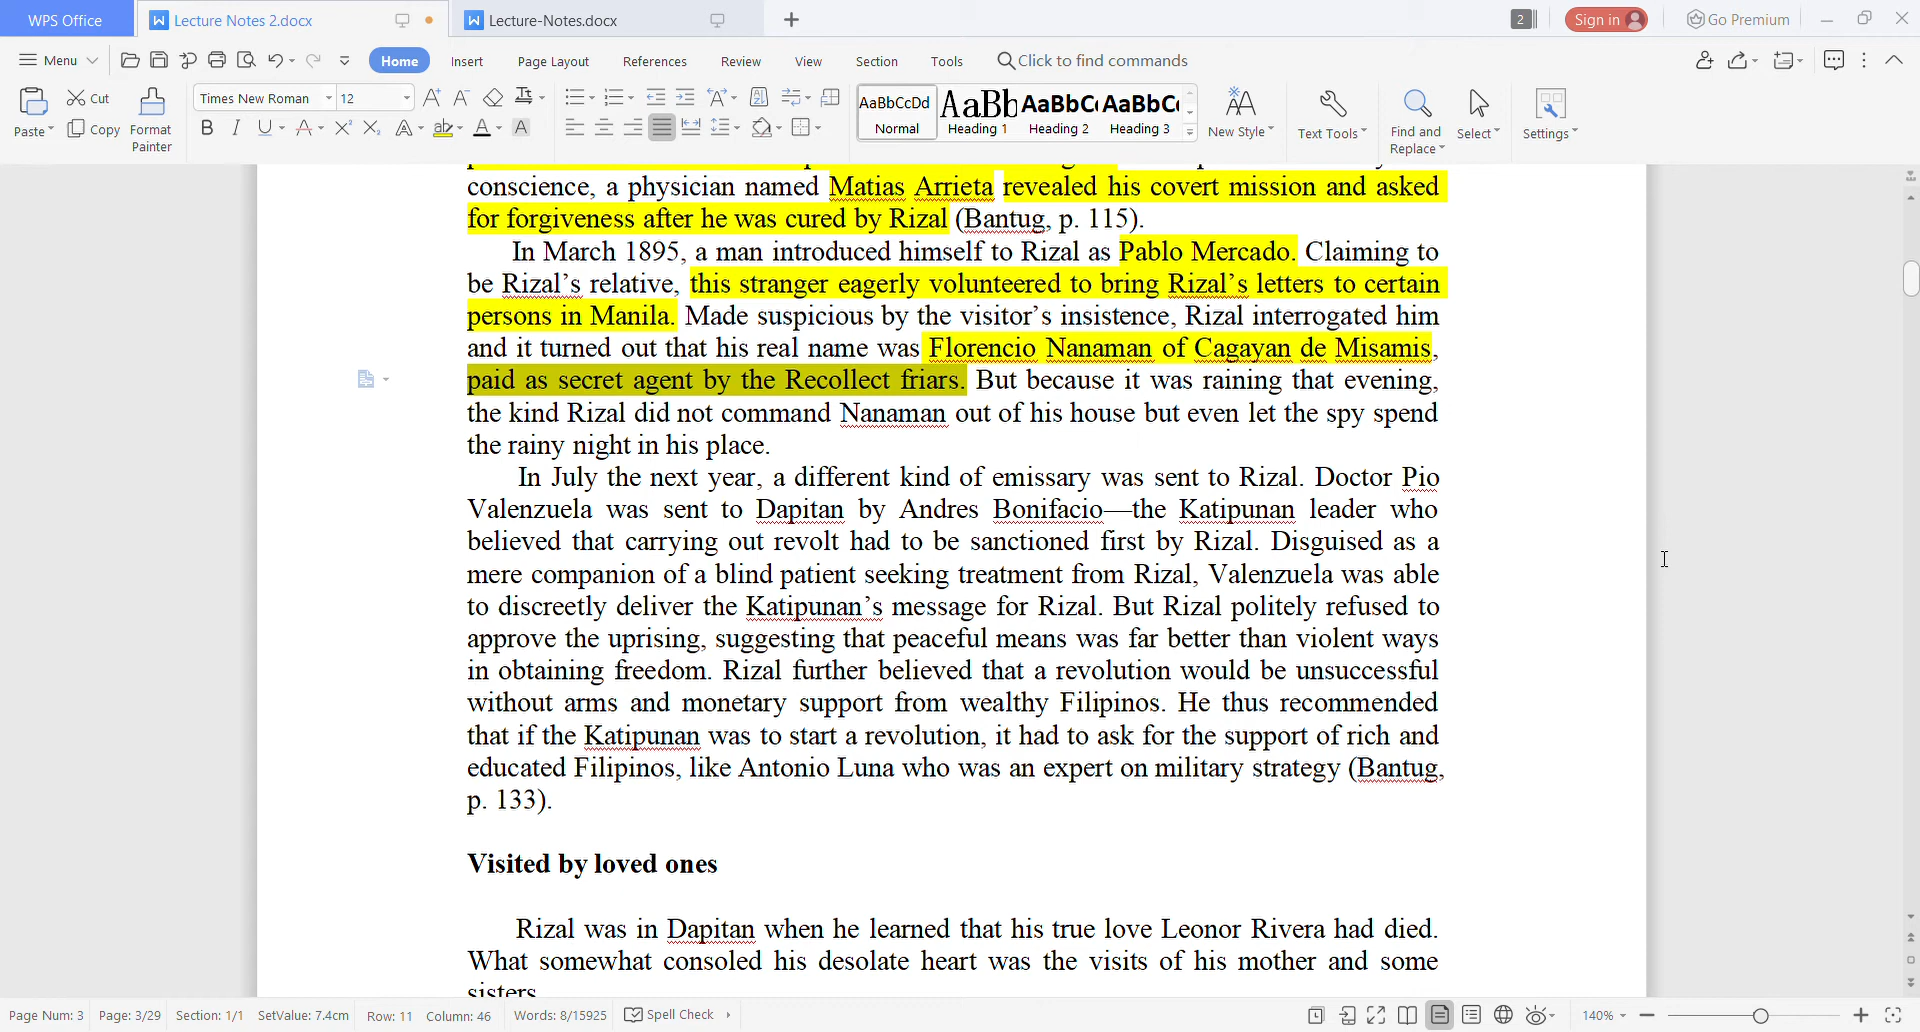 WPS Office
Lecture Notes 2.docx
Lecture-Notes.docx
2
Sign in
Go Premium
Menu
Home
Insert
Page Layout
References
Review
View
Section
Tools
Click to find commands
Paste
Cut
Copy
Format Painter
Times New Roman
12
AaBbCcDd
Normal
AaBb
Heading 1
AaBbC
Heading 2
AaBbC
Heading 3
New Style
Text Tools
Find and Replace
Select
Settings
conscience, a physician named Matias Arrieta revealed his covert mission and asked
for forgiveness after he was cured by Rizal (Bantug, p. 115).
In March 1895, a man introduced himself to Rizal as Pablo Mercado. Claiming to
be Rizal’s relative, this stranger eagerly volunteered to bring Rizal’s letters to certain
persons in Manila. Made suspicious by the visitor’s insistence, Rizal interrogated him
and it turned out that his real name was Florencio Nanaman of Cagayan de Misamis,
paid as secret agent by the Recollect friars. But because it was raining that evening,
the kind Rizal did not command Nanaman out of his house but even let the spy spend
the rainy night in his place.
In July the next year, a different kind of emissary was sent to Rizal. Doctor Pio
Valenzuela was sent to Dapitan by Andres Bonifacio—the Katipunan leader who
believed that carrying out revolt had to be sanctioned first by Rizal. Disguised as a
mere companion of a blind patient seeking treatment from Rizal, Valenzuela was able
to discreetly deliver the Katipunan’s message for Rizal. But Rizal politely refused to
approve the uprising, suggesting that peaceful means was far better than violent ways
in obtaining freedom. Rizal further believed that a revolution would be unsuccessful
without arms and monetary support from wealthy Filipinos. He thus recommended
that if the Katipunan was to start a revolution, it had to ask for the support of rich and
educated Filipinos, like Antonio Luna who was an expert on military strategy (Bantug,
p. 133).
Visited by loved ones
Rizal was in Dapitan when he learned that his true love Leonor Rivera had died.
What somewhat consoled his desolate heart was the visits of his mother and some
sisters
Page Num: 3
Page: 3/29
Section: 1/1
SetValue: 7.4cm
Row: 11
Column: 46
Words: 8/15925
Spell Check
140%